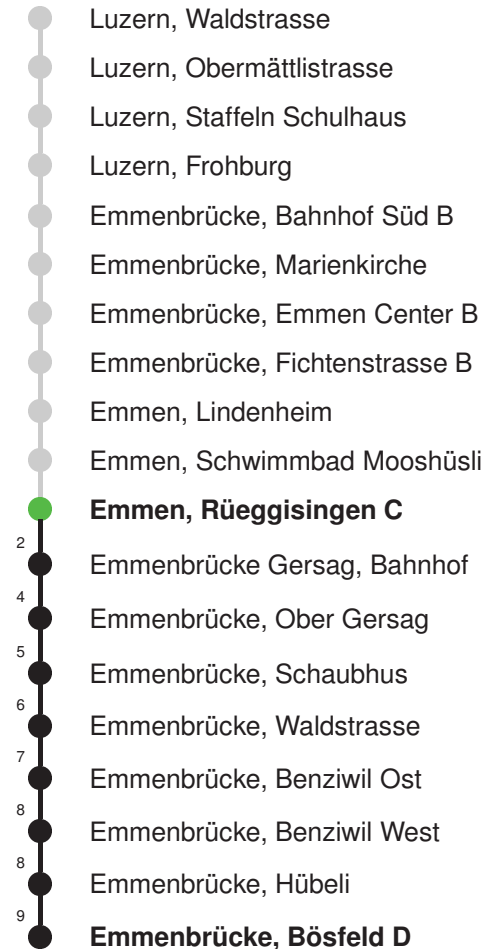 Luzern, Waldstrasse
Luzern, Obermättlistrasse
Luzern, Staffeln Schulhaus
Luzern, Frohburg
Emmenbrücke, Bahnhof Süd B
Emmenbrücke, Marienkirche
Emmenbrücke, Emmen Center B
Emmenbrücke, Fichtenstrasse B
Emmen, Lindenheim
Emmen, Schwimmbad Mooshüsli
Emmen, Rüeggisingen C
2 Emmenbrücke Gersag, Bahnhof
4 Emmenbrücke, Ober Gersag
5 Emmenbrücke, Schaubhus
6 Emmenbrücke, Waldstrasse
7 Emmenbrücke, Benziwil Ost
8 Emmenbrücke, Benziwil West
8 Emmenbrücke, Hübeli
9 Emmenbrücke, Bösfeld D